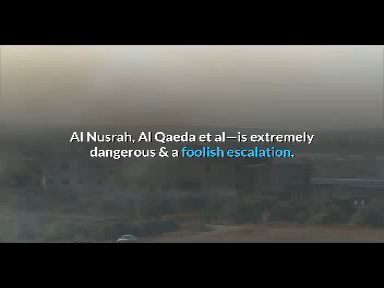 Al Nusrah, Al Qaeda et al—is extremely
dangerous & a foolish escalation.